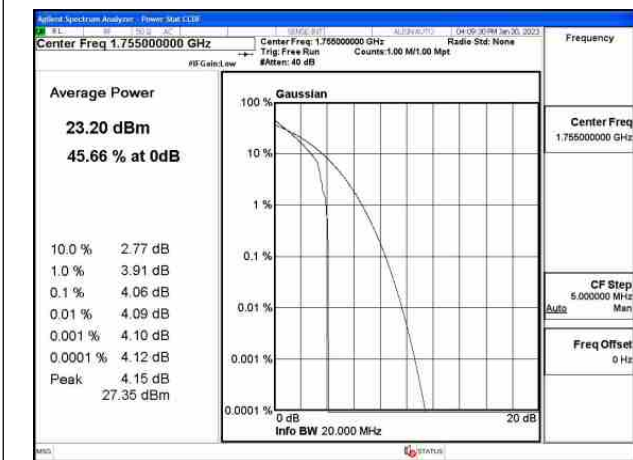 Agilent Spectrum Analyzer - Power Stat CCDF
RL RF 50 Ω AC SENSE:INT ALIGN AUTO 04:09:30 PM Jan 30, 2023
Center Freq 1.755000000 GHz
Center Freq: 1.755000000 GHz
Radio Std: None
Trig: Free Run
Counts:1.00 M/1.00 Mpt
#IFGain:Low
#Atten: 40 dB
Frequency
Average Power
23.20 dBm
45.66 % at 0dB
10.0 % 2.77 dB
1.0 % 3.91 dB
0.1 % 4.06 dB
0.01 % 4.09 dB
0.001 % 4.10 dB
0.0001 % 4.12 dB
Peak 4.15 dB
27.35 dBm
Gaussian
100 %
10 %
1 %
0.1 %
0.01 %
0.001 %
0.0001 %
0 dB
20 dB
Info BW 20.000 MHz
Center Freq
1.755000000 GHz
CF Step
5.000000 MHz
Auto Man
Freq Offset
0 Hz
MSG
STATUS